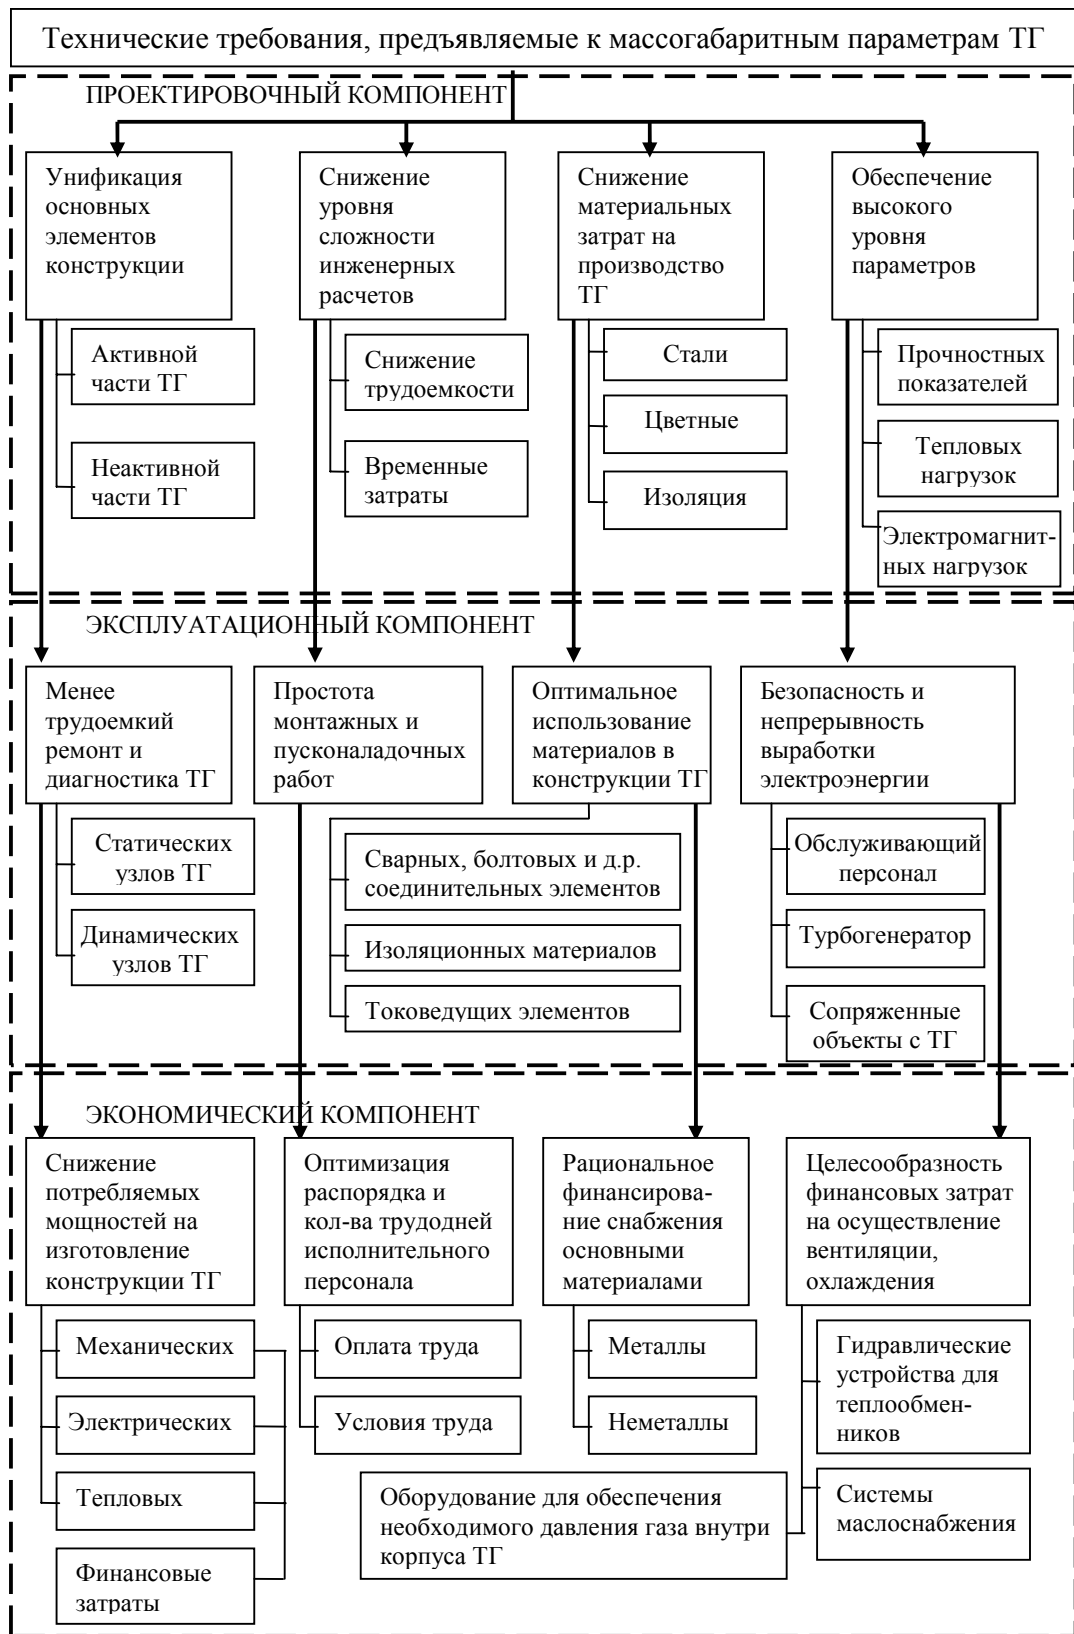 Технические требования, предъявляемые к массогабаритным параметрам ТГ
ПРОЕКТИРОВОЧНЫЙ КОМПОНЕНТ
Унификация
основных
элементов
конструкции
Активной
части ТГ
Неактивной
части ТГ
Снижение
уровня
сложности
инженерных
расчетов
Снижение
трудоемкости
Временные
затраты
Снижение
материальных
затрат на
производство
ТГ
Стали
Цветные
Изоляция
Обеспечение
высокого
уровня
параметров
Прочностных
показателей
Тепловых
нагрузок
Электромагнит-
ных нагрузок
ЭКСПЛУАТАЦИОННЫЙ КОМПОНЕНТ
Менее
трудоемкий
ремонт и
диагностика ТГ
Статических
узлов ТГ
Динамических
узлов ТГ
Простота
монтажных и
пусконаладочных
работ
Оптимальное
использование
материалов в
конструкции ТГ
Сварных, болтовых и д.р.
соединительных элементов
Изоляционных материалов
Токоведущих элементов
Безопасность и
непрерывность
выработки
электроэнергии
Обслуживающий
персонал
Турбогенератор
Сопряженные
объекты с ТГ
ЭКОНОМИЧЕСКИЙ КОМПОНЕНТ
Снижение
потребляемых
мощностей на
изготовление
конструкции ТГ
Механических
Электрических
Тепловых
Финансовые
затраты
Оптимизация
распорядка и
кол-ва трудодней
исполнительного
персонала
Оплата труда
Условия труда
Рациональное
финансирова-
ние снабжения
основными
материалами
Металлы
Неметаллы
Целесообразность
финансовых затрат
на осуществление
вентиляции,
охлаждения
Гидравлические
устройства для
теплообмен-
ников
Системы
маслоснабжения
Оборудование для обеспечения
необходимого давления газа внутри
корпуса ТГ